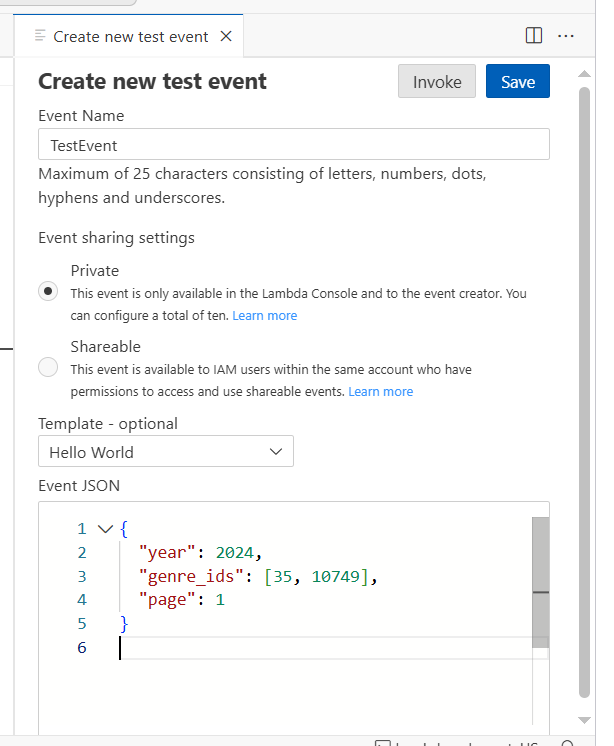 Create new test event
Create new test event
Invoke
Save
Event Name
TestEvent
Maximum of 25 characters consisting of letters, numbers, dots,
hyphens and underscores.
Event sharing settings
Private
This event is only available in the Lambda Console and to the event creator. You
can configure a total of ten. Learn more
Shareable
This event is available to IAM users within the same account who have
permissions to access and use shareable events. Learn more
Template - optional
Hello World
Event JSON
1 {
2 "year": 2024,
3 "genre_ids": [35, 10749],
4 "page": 1
5 }
6